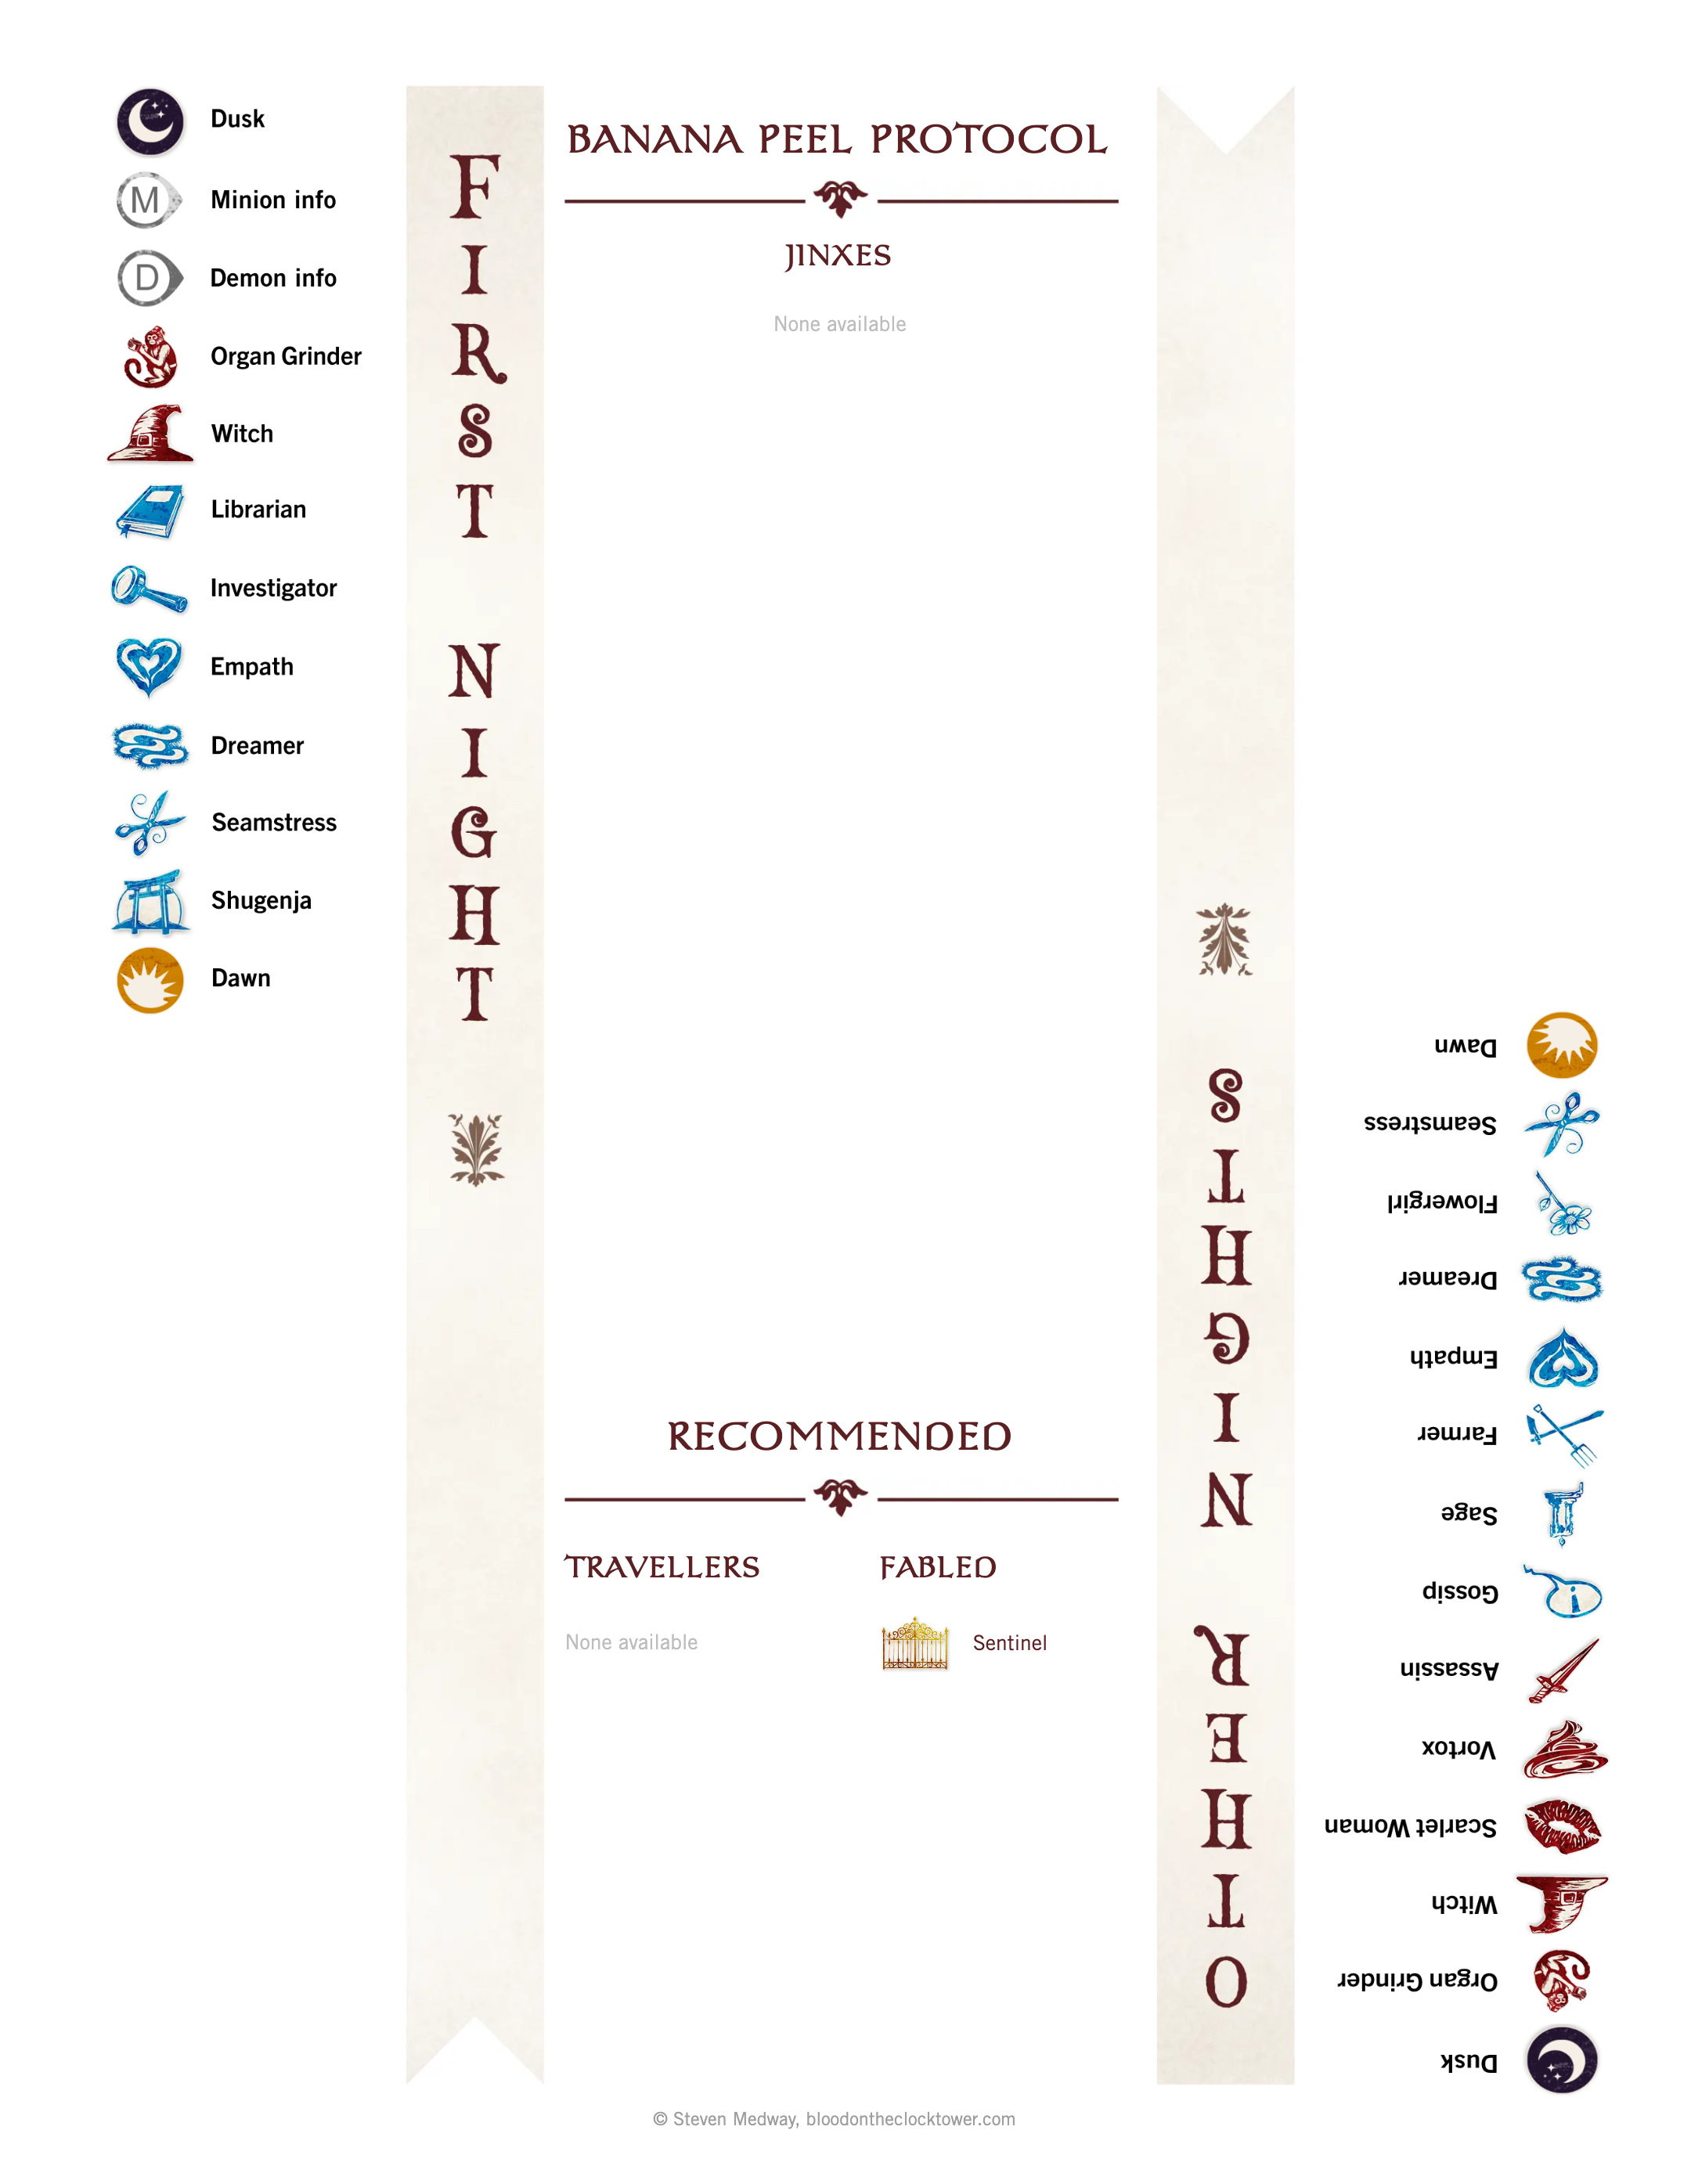 Dusk
M
Minion info
D
Demon info
Organ Grinder
Witch
Librarian
Investigator
Empath
Dreamer
Seamstress
Shugenja
Dawn
FIRST NIGHT
BANANA PEEL PROTOCOL
JINXES
None available
RECOMMENDED
TRAVELLERS
None available
FABLED
Sentinel
OTHER NIGHTS
Dusk
Organ Grinder
Witch
Scarlet Woman
Vortox
Assassin
Gossip
Sage
Farmer
Empath
Dreamer
Flowergirl
Seamstress
Dawn
© Steven Medway, bloodontheclocktower.com